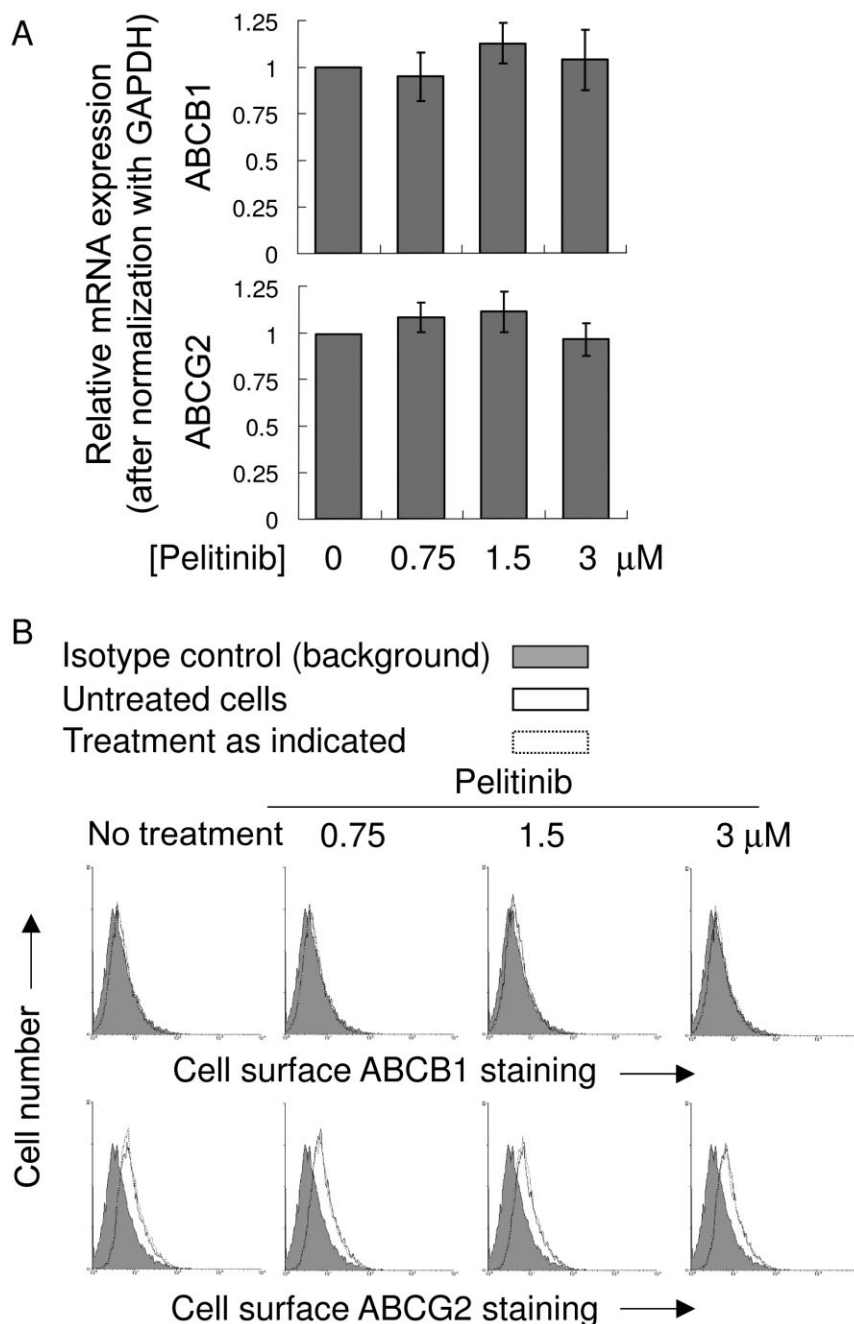 A
Relative mRNA expression
(after normalization with GAPDH)
ABCB1
1.25
1
0.75
0.5
0.25
0
ABCG2
1.25
1
0.75
0.5
0.25
0
[Pelitinib] 0 0.75 1.5 3 μM
B
Isotype control (background)
Untreated cells
Treatment as indicated
Pelitinib
No treatment 0.75 1.5 3 μM
Cell number
Cell surface ABCB1 staining
Cell surface ABCG2 staining